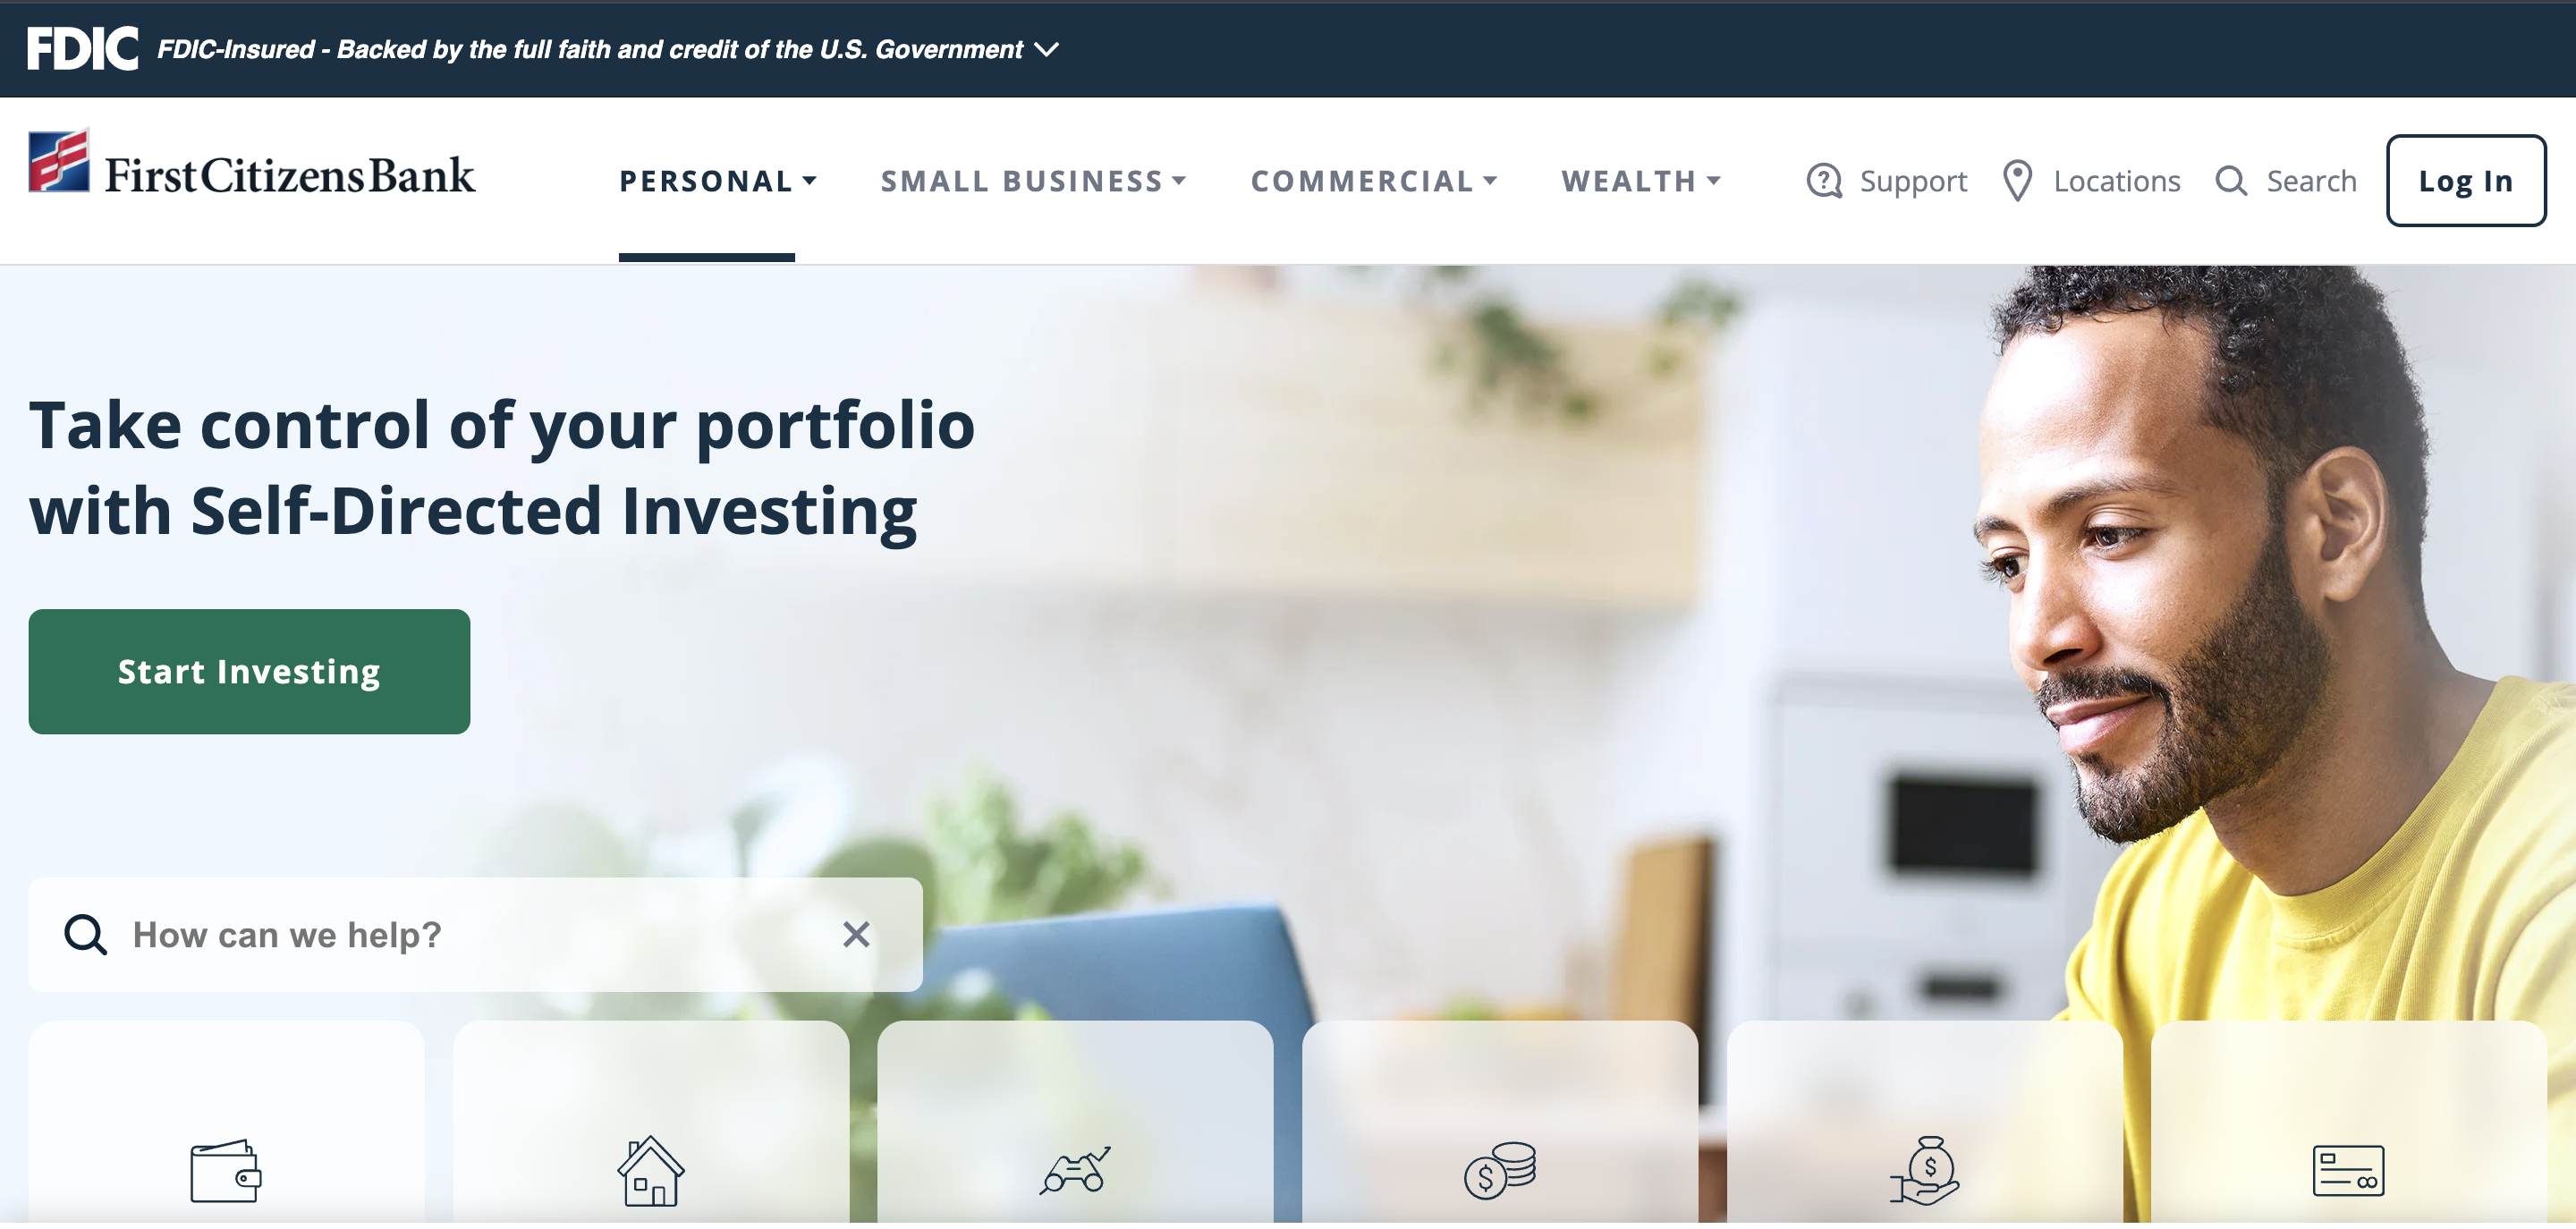 FDIC FDIC-Insured - Backed by the full faith and credit of the U.S. Government
First Citizens Bank
PERSONAL SMALL BUSINESS COMMERCIAL WEALTH Support Locations Search Log In
Take control of your portfolio
with Self-Directed Investing
Start Investing
How can we help?